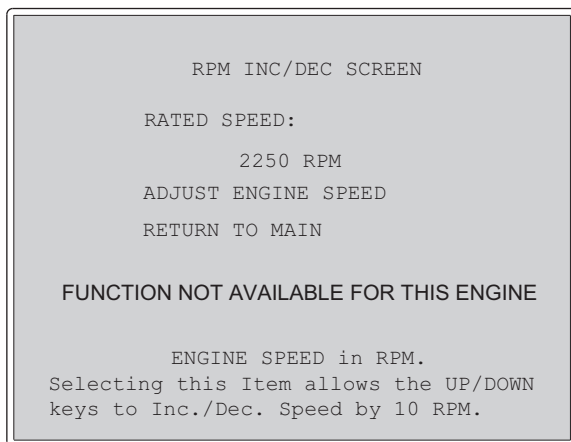 RPM INC/DEC SCREEN
RATED SPEED:
2250 RPM
ADJUST ENGINE SPEED
RETURN TO MAIN
FUNCTION NOT AVAILABLE FOR THIS ENGINE
ENGINE SPEED in RPM.
Selecting this Item allows the UP/DOWN
keys to Inc./Dec. Speed by 10 RPM.